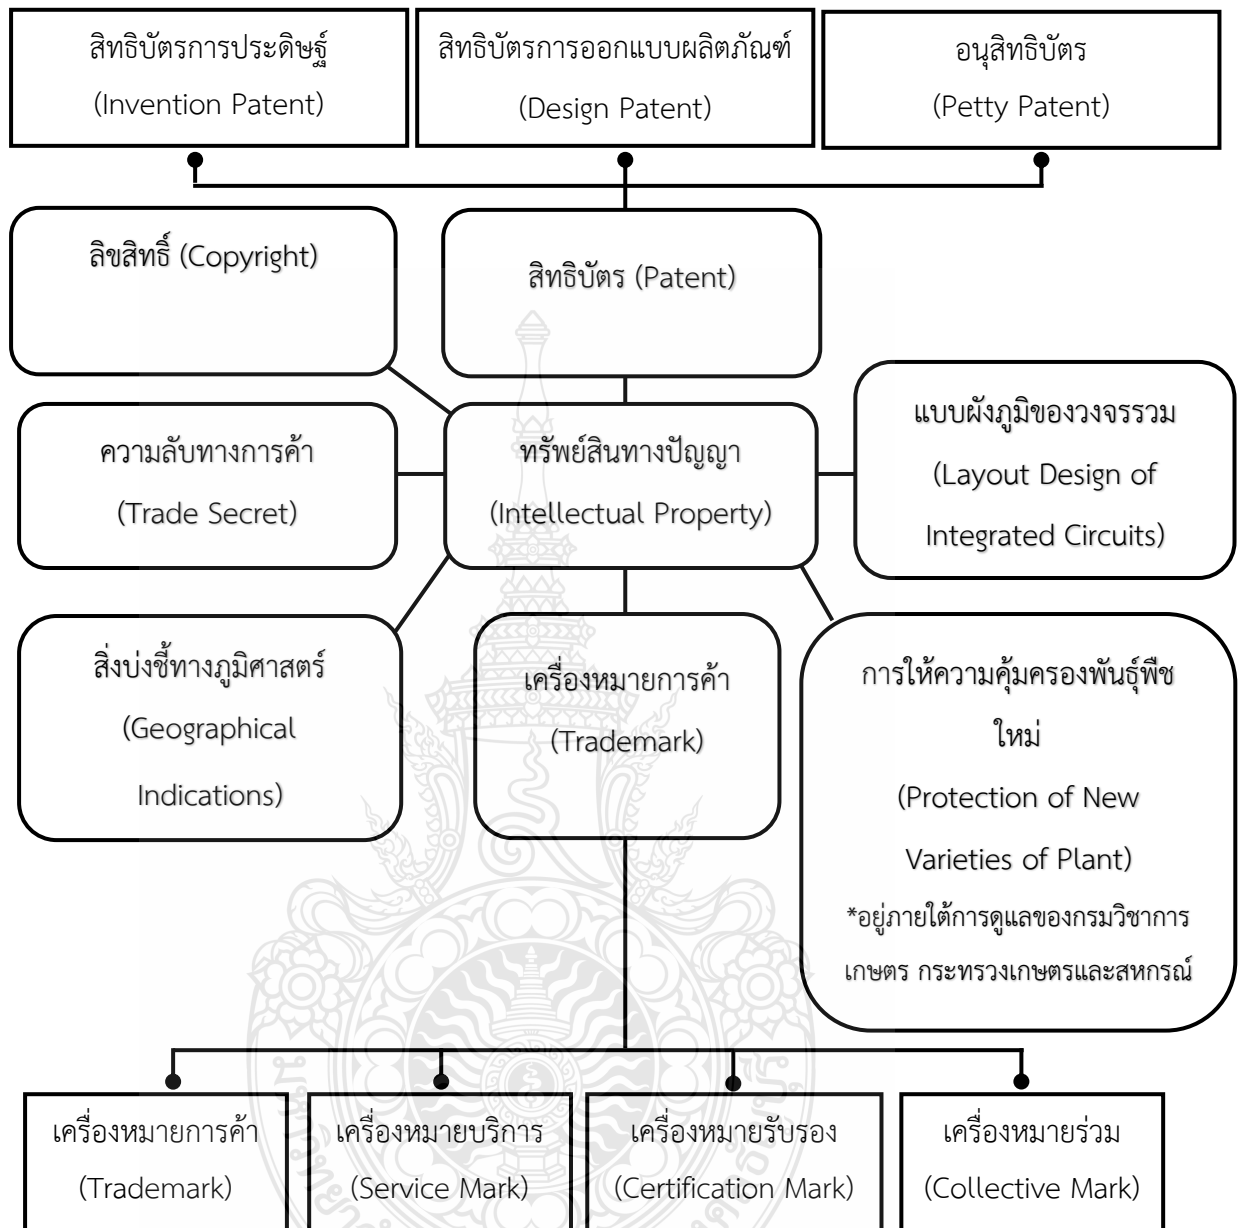 สิทธิบัตรการประดิษฐ์
(Invention Patent)
สิทธิบัตรการออกแบบผลิตภัณฑ์
(Design Patent)
อนุสิทธิบัตร
(Petty Patent)
ลิขสิทธิ์ (Copyright)
สิทธิบัตร (Patent)
ความลับทางการค้า
(Trade Secret)
ทรัพย์สินทางปัญญา
(Intellectual Property)
แบบผังภูมิของวงจรรวม
(Layout Design of
Integrated Circuits)
สิ่งบ่งชี้ทางภูมิศาสตร์
(Geographical
Indications)
เครื่องหมายการค้า
(Trademark)
การให้ความคุ้มครองพันธุ์พืช
ใหม่
(Protection of New
Varieties of Plant)
*อยู่ภายใต้การดูแลของกรมวิชาการ
เกษตร กระทรวงเกษตรและสหกรณ์
เครื่องหมายการค้า
(Trademark)
เครื่องหมายบริการ
(Service Mark)
เครื่องหมายรับรอง
(Certification Mark)
เครื่องหมายร่วม
(Collective Mark)